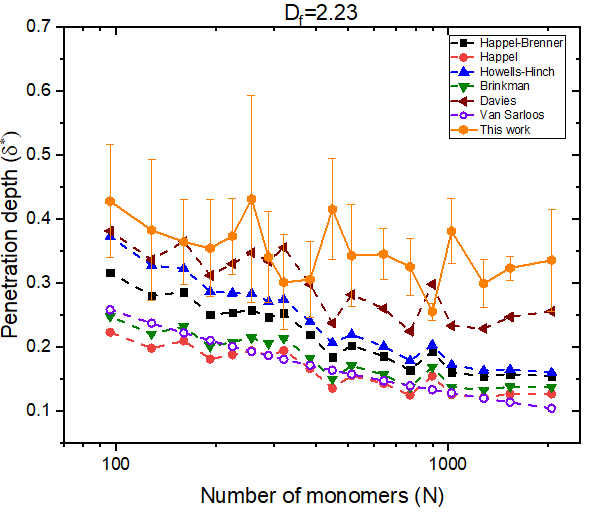 D_f=2.23
0.7
0.6
0.5
0.4
0.3
0.2
0.1
Penetration depth (δ*)
Happel-Brenner
Happel
Howells-Hinch
Brinkman
Davies
Van Sarloos
This work
100
1000
Number of monomers (N)